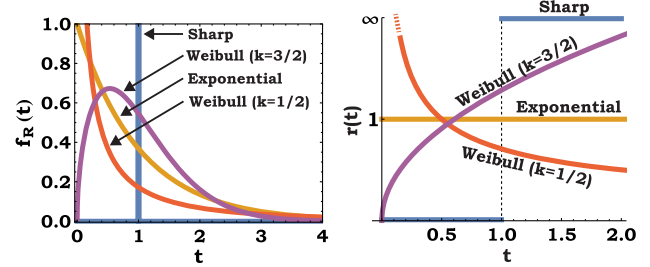 1.0
0.8
0.6
0.4
0.2
0.0
f_R(t)
Sharp
Weibull (k=3/2)
Exponential
Weibull (k=1/2)
0 1 2 3 4
t
∞
1
r(t)
Sharp
Weibull (k=3/2)
Exponential
Weibull (k=1/2)
0.5 1.0 1.5 2.0
t